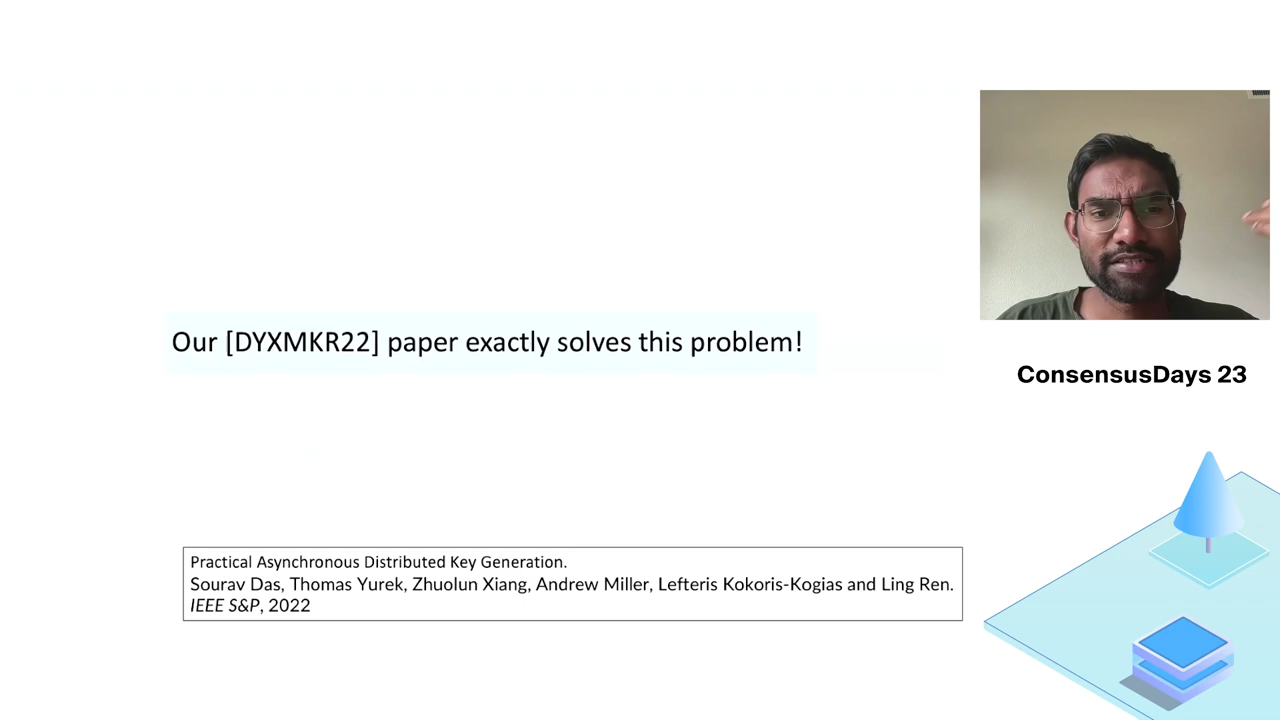 Our [DYXMKR22] paper exactly solves this problem!
ConsensusDays 23
Practical Asynchronous Distributed Key Generation.
Sourav Das, Thomas Yurek, Zhuolun Xiang, Andrew Miller, Lefteris Kokoris-Kogias and Ling Ren.
IEEE S&P, 2022